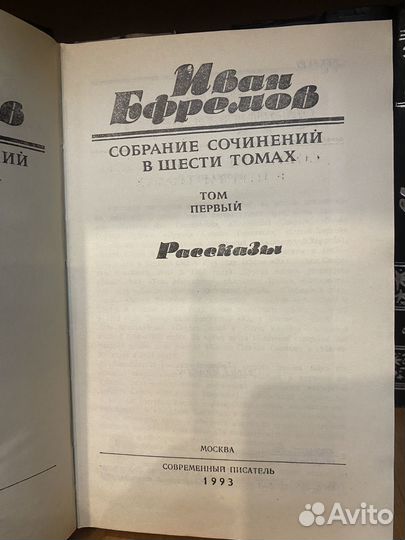 Иван
Ефремов
СОБРАНИЕ СОЧИНЕНИЙ
В ШЕСТИ ТОМАХ
ТОМ
ПЕРВЫЙ
Рассказы
МОСКВА
СОВРЕМЕННЫЙ ПИСАТЕЛЬ
1993
Avito